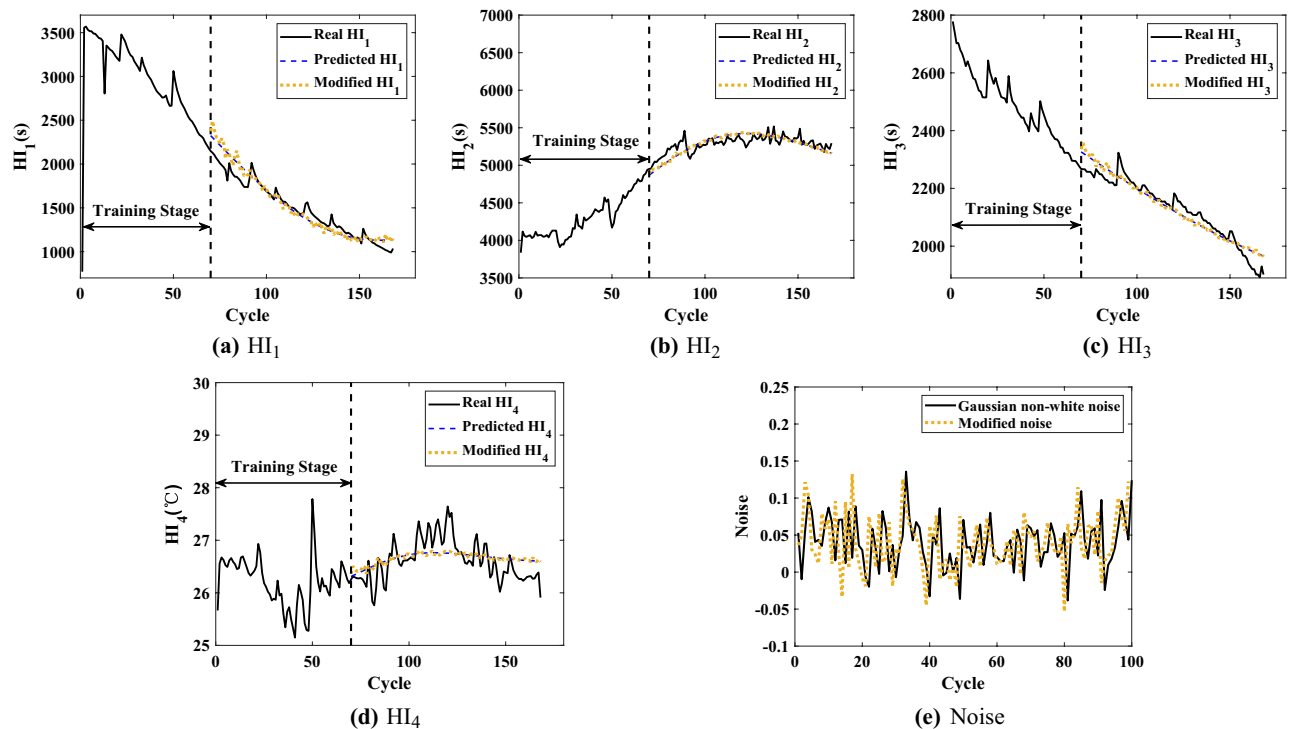 HI1(s)
3500
3000
2500
2000
1500
1000
0 50 100 150
Cycle
Real HI1
Predicted HI1
Modified HI1
Training Stage
(a) HI1
HI2(s)
7000
6500
6000
5500
5000
4500
4000
3500
0 50 100 150
Cycle
Real HI2
Predicted HI2
Modified HI2
Training Stage
(b) HI2
HI3(s)
2800
2600
2400
2200
2000
0 50 100 150
Cycle
Real HI3
Predicted HI3
Modified HI3
Training Stage
(c) HI3
HI4(℃)
30
29
28
27
26
25
0 50 100 150
Cycle
Real HI4
Predicted HI4
Modified HI4
Training Stage
(d) HI4
Noise
0.25
0.2
0.15
0.1
0.05
0
-0.05
-0.1
0 20 40 60 80 100
Cycle
Gaussian non-white noise
Modified noise
(e) Noise